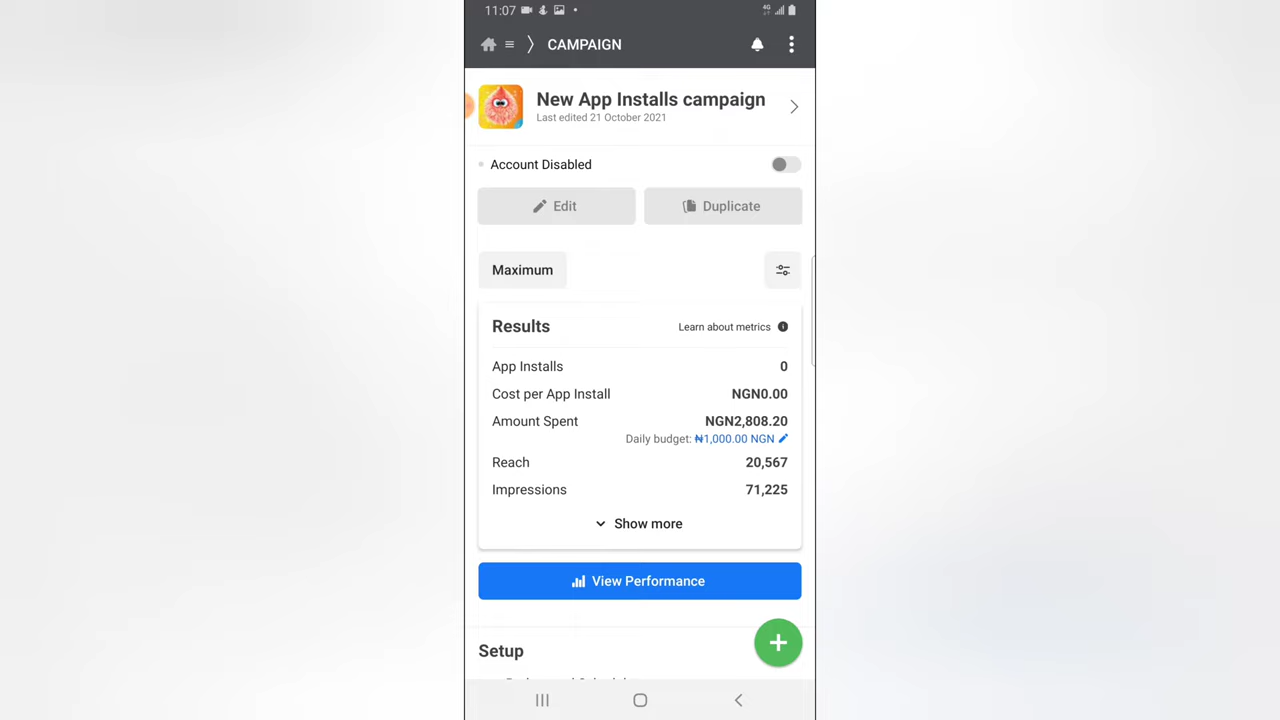 11:07 4G
CAMPAIGN
New App Installs campaign
Last edited 21 October 2021
Account Disabled
Edit Duplicate
Maximum
Results Learn about metrics
App Installs 0
Cost per App Install NGN0.00
Amount Spent NGN2,808.20
Daily budget: ₦1,000.00 NGN
Reach 20,567
Impressions 71,225
Show more
View Performance
Setup